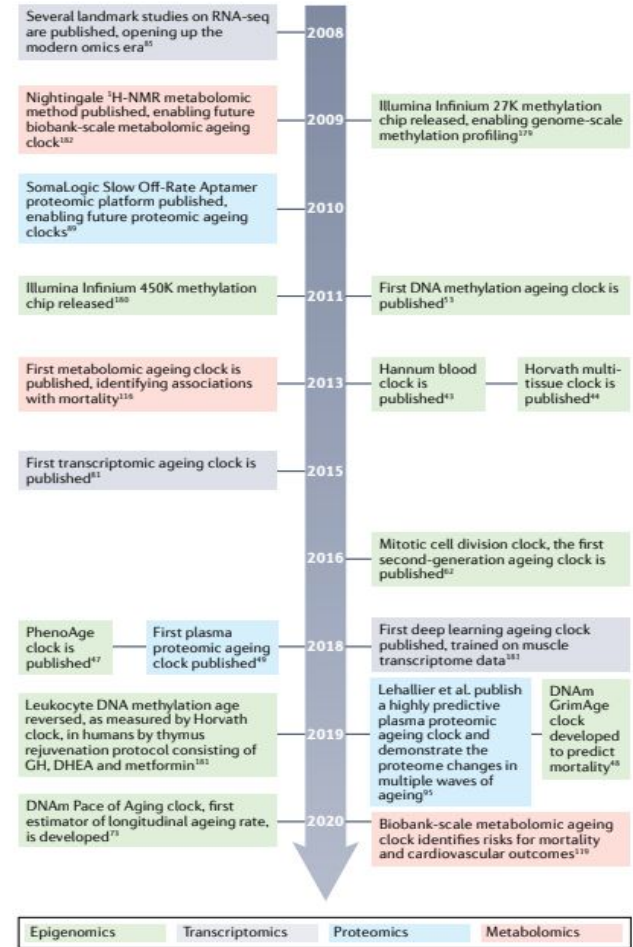 Several landmark studies on RNA-seq
are published, opening up the
modern omics era⁸⁵
2008
Nightingale ¹H-NMR metabolomic
method published, enabling future
biobank-scale metabolomic ageing
clock¹⁸²
2009
Illumina Infinium 27K methylation
chip released, enabling genome-scale
methylation profiling¹⁷⁹
SomaLogic Slow Off-Rate Aptamer
proteomic platform published,
enabling future proteomic ageing
clocks⁸⁹
2010
Illumina Infinium 450K methylation
chip released¹⁸⁰
2011
First DNA methylation ageing clock is
published⁵³
First metabolomic ageing clock is
published, identifying associations
with mortality¹¹⁶
2013
Hannum blood
clock is
published⁴³
Horvath multi-
tissue clock is
published⁴⁴
First transcriptomic ageing clock is
published⁸¹
2015
2016
Mitotic cell division clock, the first
second-generation ageing clock is
published⁶²
PhenoAge
clock is
published⁴⁷
First plasma
proteomic ageing
clock published⁴⁹
2018
First deep learning ageing clock
published, trained on muscle
transcriptome data¹⁸³
Leukocyte DNA methylation age
reversed, as measured by Horvath
clock, in humans by thymus
rejuvenation protocol consisting of
GH, DHEA and metformin¹⁸¹
2019
Lehallier et al. publish
a highly predictive
plasma proteomic
ageing clock and
demonstrate the
proteome changes in
multiple waves of
ageing⁹⁵
DNAm
GrimAge
clock
developed
to predict
mortality⁴⁸
DNAm Pace of Aging clock, first
estimator of longitudinal ageing rate,
is developed⁷³
2020
Biobank-scale metabolomic ageing
clock identifies risks for mortality
and cardiovascular outcomes¹¹⁹
Epigenomics
Transcriptomics
Proteomics
Metabolomics